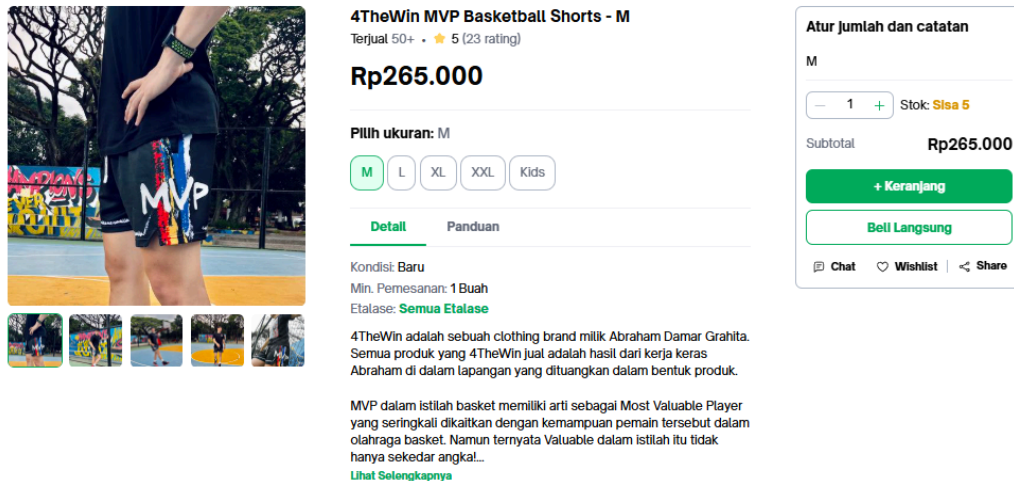 4TheWin MVP Basketball Shorts - M
Terjual 50+ • 5 (23 rating)
Rp265.000
Pilih ukuran: M
M L XL XXL Kids
Detail Panduan
Kondisi: Baru
Min. Pemesanan: 1 Buah
Etalase: Semua Etalase
4TheWin adalah sebuah clothing brand milik Abraham Damar Grahita.
Semua produk yang 4TheWin jual adalah hasil dari kerja keras
Abraham di dalam lapangan yang dituangkan dalam bentuk produk.
MVP dalam istilah basket memiliki arti sebagai Most Valuable Player
yang seringkali dikaitkan dengan kemampuan pemain tersebut dalam
olahraga basket. Namun ternyata Valuable dalam istilah itu tidak
hanya sekedar angka!...
Lihat Selengkapnya
Atur jumlah dan catatan
M
1 Stok: Sisa 5
Subtotal Rp265.000
+ Keranjang
Beli Langsung
Chat Wishlist Share
MVP